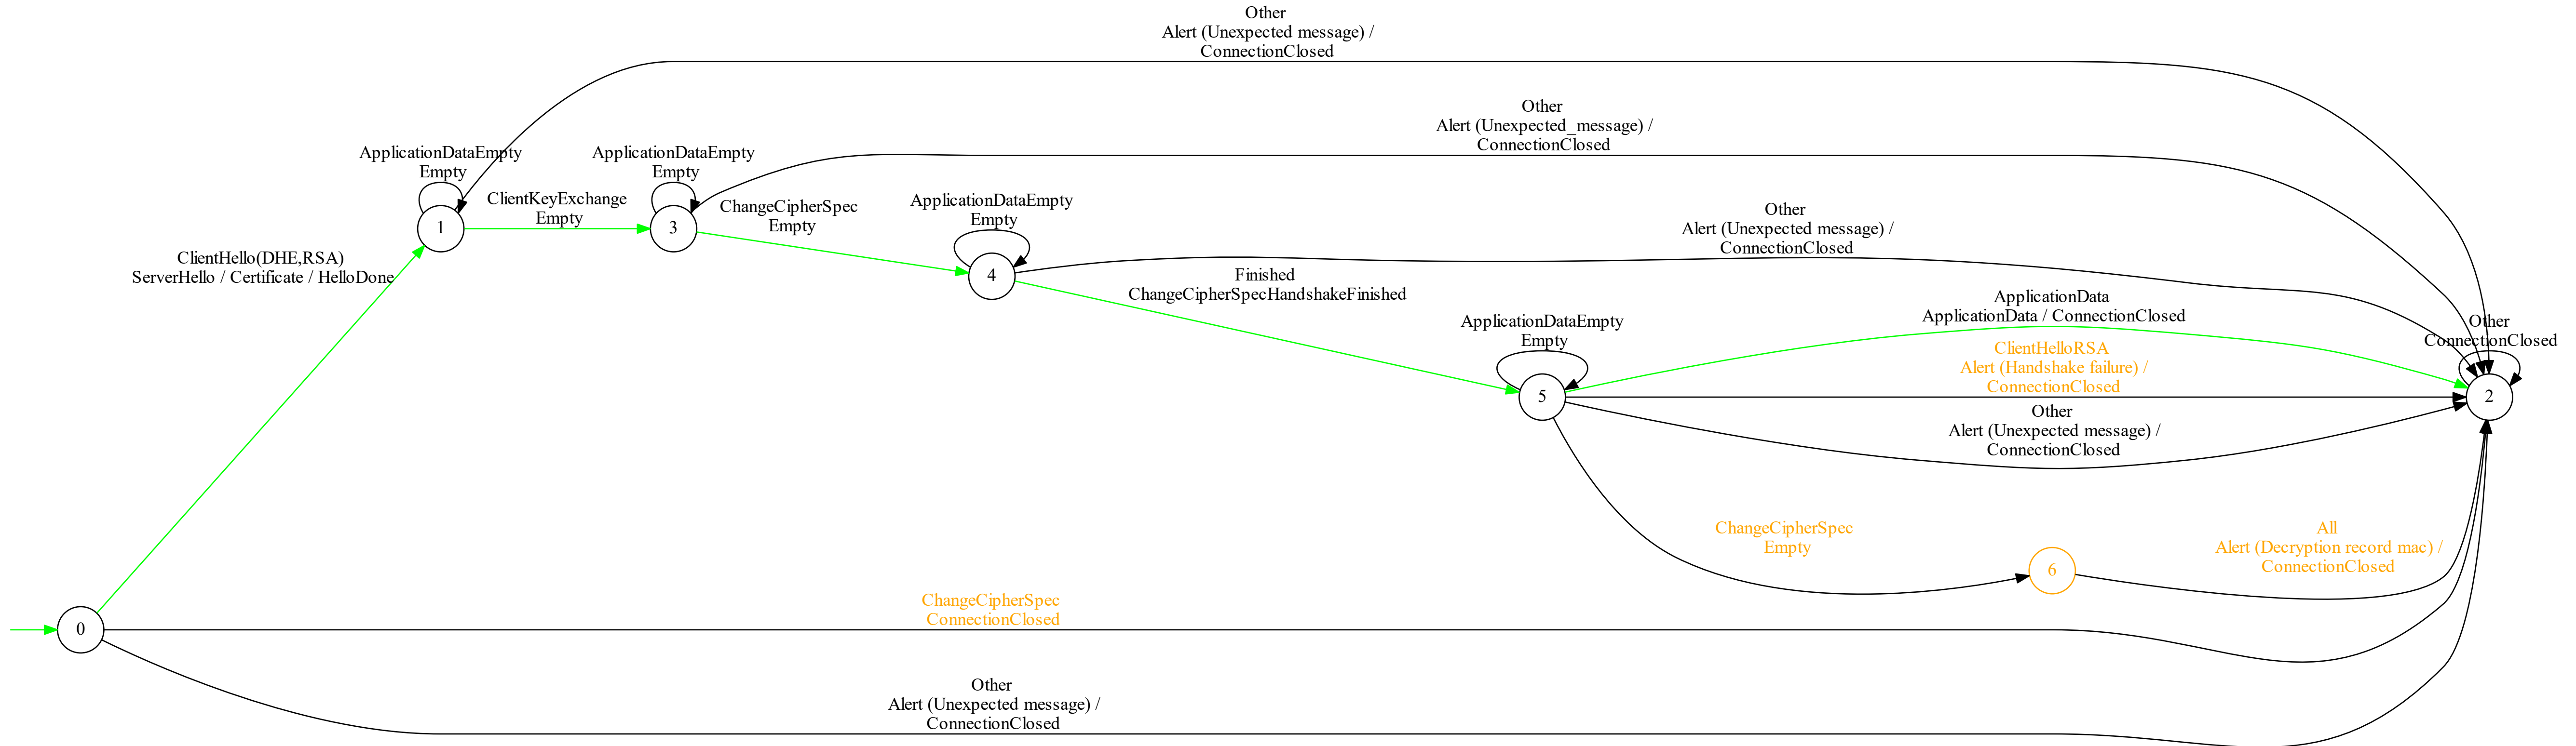 Other
Alert (Unexpected message) /
ConnectionClosed
Other
Alert (Unexpected_message) /
ConnectionClosed
ApplicationDataEmpty
Empty
ApplicationDataEmpty
Empty
ClientKeyExchange
Empty
ChangeCipherSpec
Empty
ApplicationDataEmpty
Empty
Other
Alert (Unexpected message) /
ConnectionClosed
1
3
4
ClientHello(DHE,RSA)
ServerHello / Certificate / HelloDone
Finished
ChangeCipherSpecHandshakeFinished
ApplicationDataEmpty
Empty
ApplicationData
ApplicationData / ConnectionClosed
Other
ConnectionClosed
ClientHelloRSA
Alert (Handshake failure) /
ConnectionClosed
5
2
Other
Alert (Unexpected message) /
ConnectionClosed
ChangeCipherSpec
Empty
All
Alert (Decryption record mac) /
ConnectionClosed
6
ChangeCipherSpec
ConnectionClosed
0
Other
Alert (Unexpected message) /
ConnectionClosed